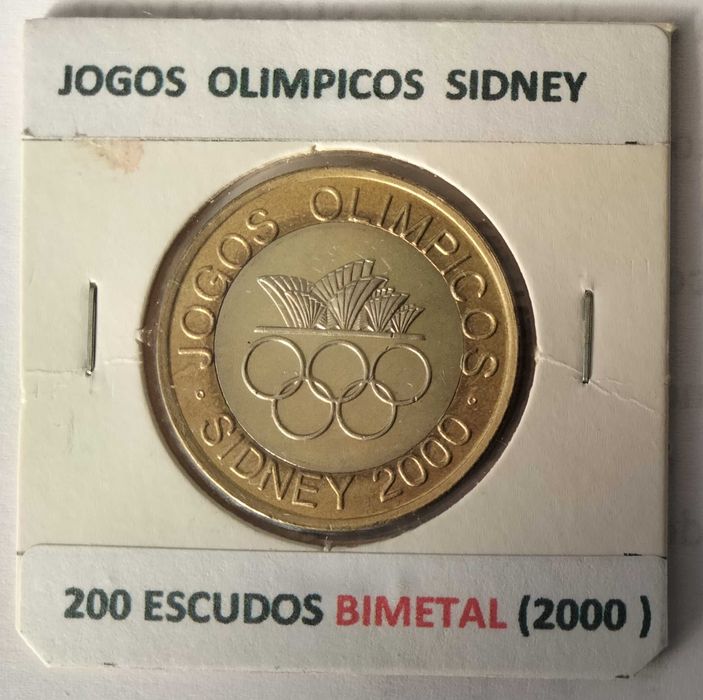 JOGOS OLIMPICOS SIDNEY
· JOGOS OLIMPICOS ·
SIDNEY 2000
200 ESCUDOS BIMETAL (2000 )